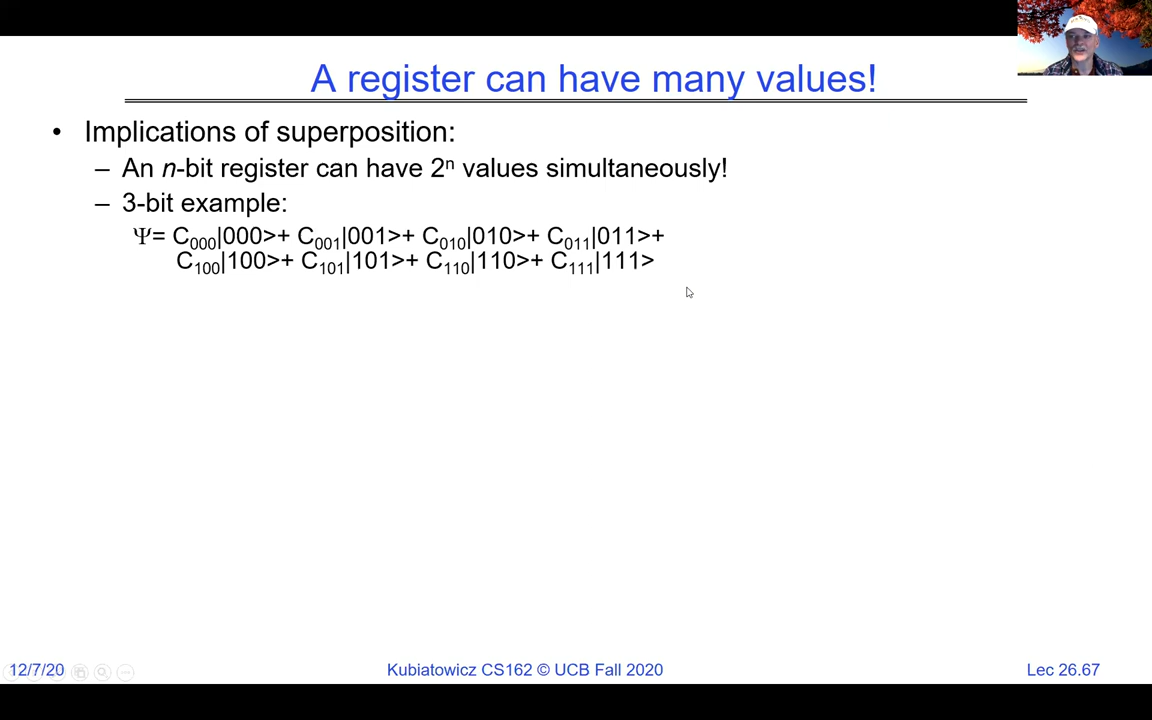 A register can have many values!
• Implications of superposition:
– An n-bit register can have 2ⁿ values simultaneously!
– 3-bit example:
Ψ= C₀₀₀|000>+ C₀₀₁|001>+ C₀₁₀|010>+ C₀₁₁|011>+
C₁₀₀|100>+ C₁₀₁|101>+ C₁₁₀|110>+ C₁₁₁|111>
12/7/20
Kubiatowicz CS162 © UCB Fall 2020
Lec 26.67